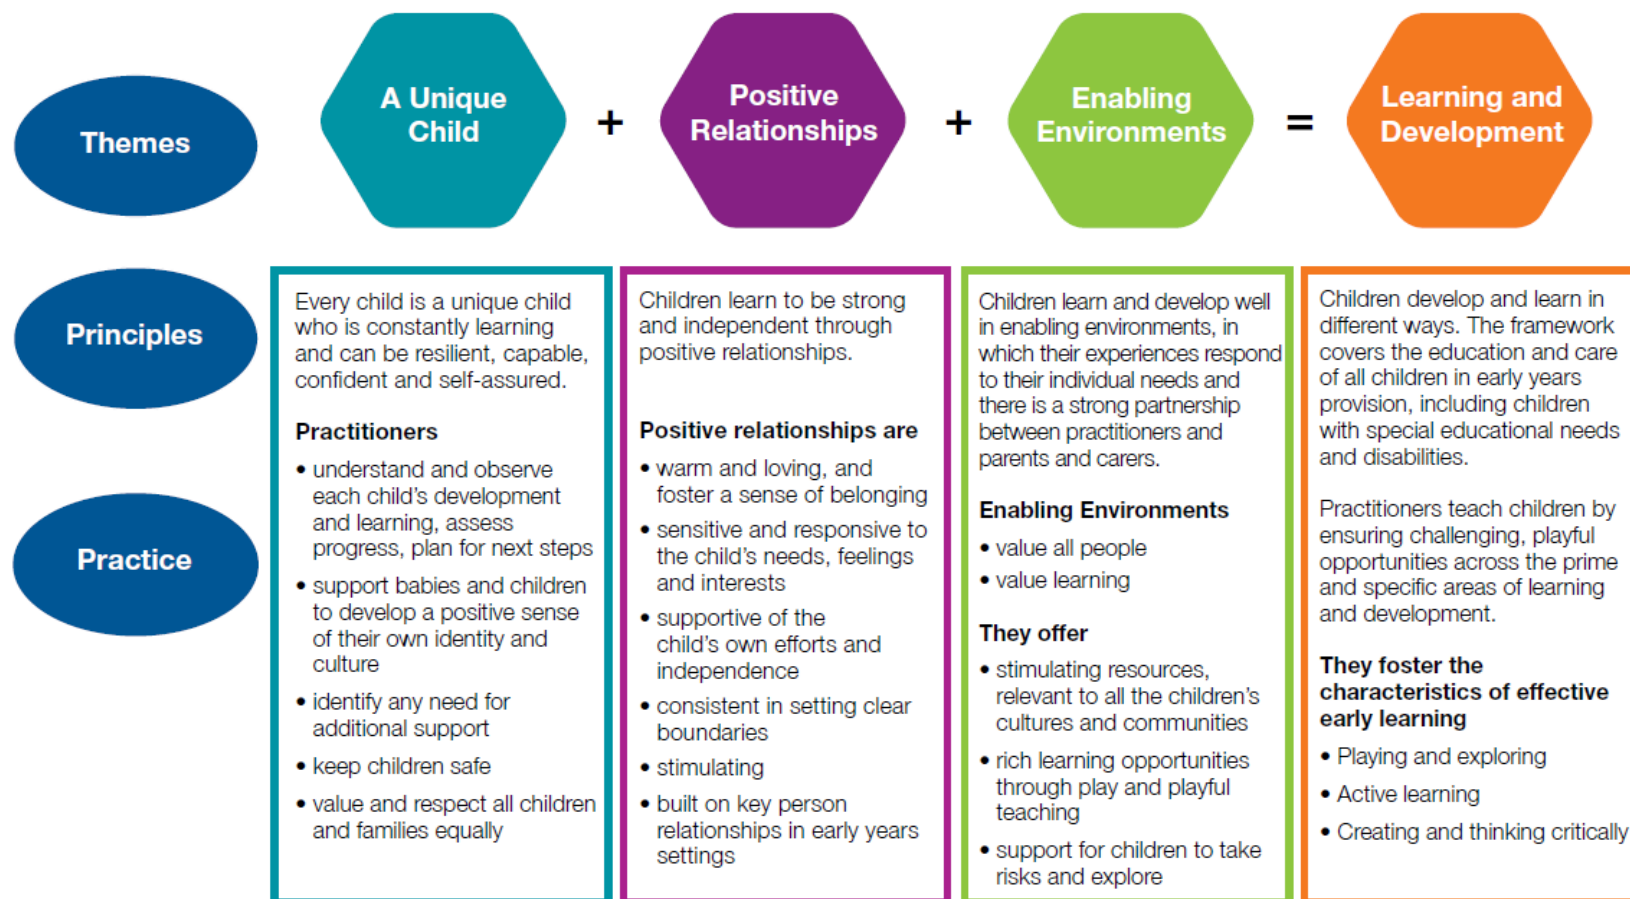 Themes
A Unique
Child
+
Positive
Relationships
+
Enabling
Environments
=
Learning and
Development
Principles
Practice
Every child is a unique child
who is constantly learning
and can be resilient, capable,
confident and self-assured.
Practitioners
• understand and observe
each child's development
and learning, assess
progress, plan for next steps
• support babies and children
to develop a positive sense
of their own identity and
culture
• identify any need for
additional support
• keep children safe
• value and respect all children
and families equally
Children learn to be strong
and independent through
positive relationships.
Positive relationships are
• warm and loving, and
foster a sense of belonging
• sensitive and responsive to
the child's needs, feelings
and interests
• supportive of the
child's own efforts and
independence
• consistent in setting clear
boundaries
• stimulating
• built on key person
relationships in early years
settings
Children learn and develop well
in enabling environments, in
which their experiences respond
to their individual needs and
there is a strong partnership
between practitioners and
parents and carers.
Enabling Environments
• value all people
• value learning
They offer
• stimulating resources,
relevant to all the children's
cultures and communities
• rich learning opportunities
through play and playful
teaching
• support for children to take
risks and explore
Children develop and learn in
different ways. The framework
covers the education and care
of all children in early years
provision, including children
with special educational needs
and disabilities.
Practitioners teach children by
ensuring challenging, playful
opportunities across the prime
and specific areas of learning
and development.
They foster the
characteristics of effective
early learning
• Playing and exploring
• Active learning
• Creating and thinking critically